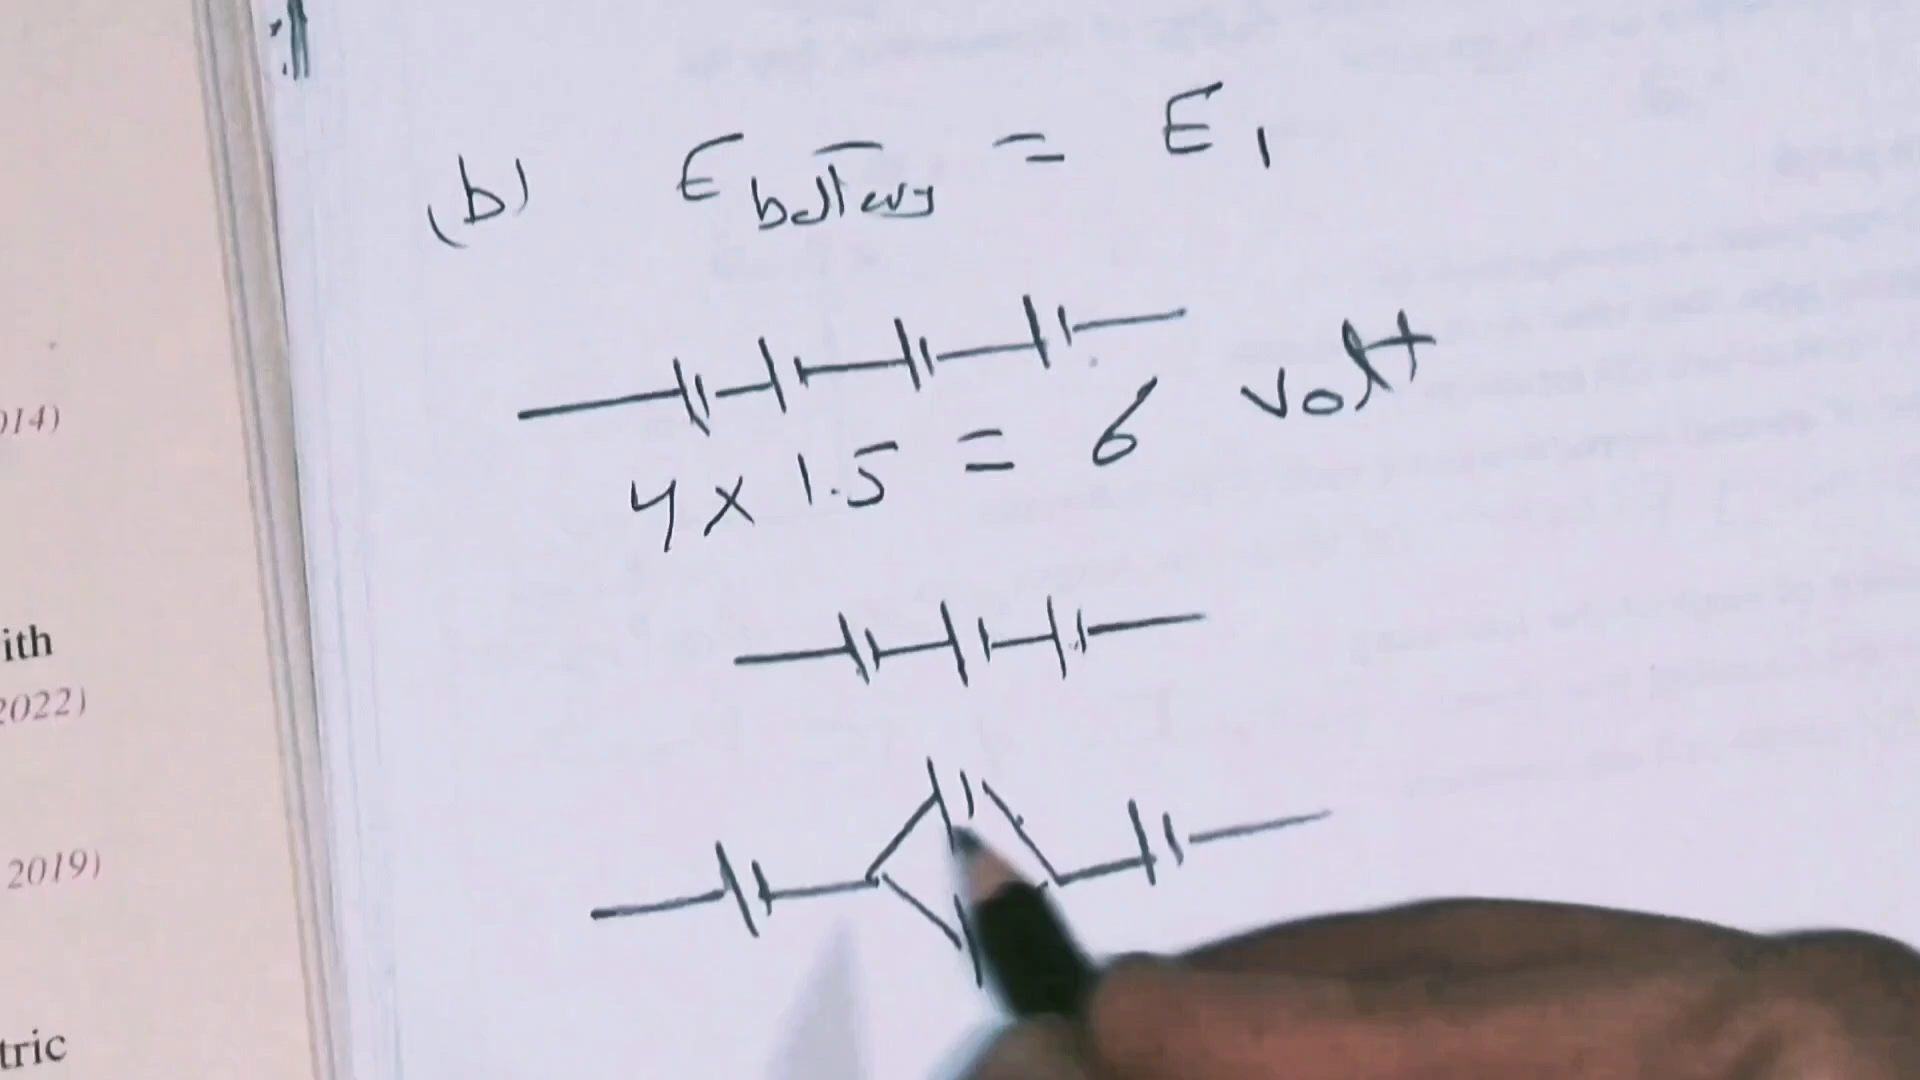 (b) E battery = E1
4 x 1.5 = 6 volt
014)
ith
2022)
2019)
tric